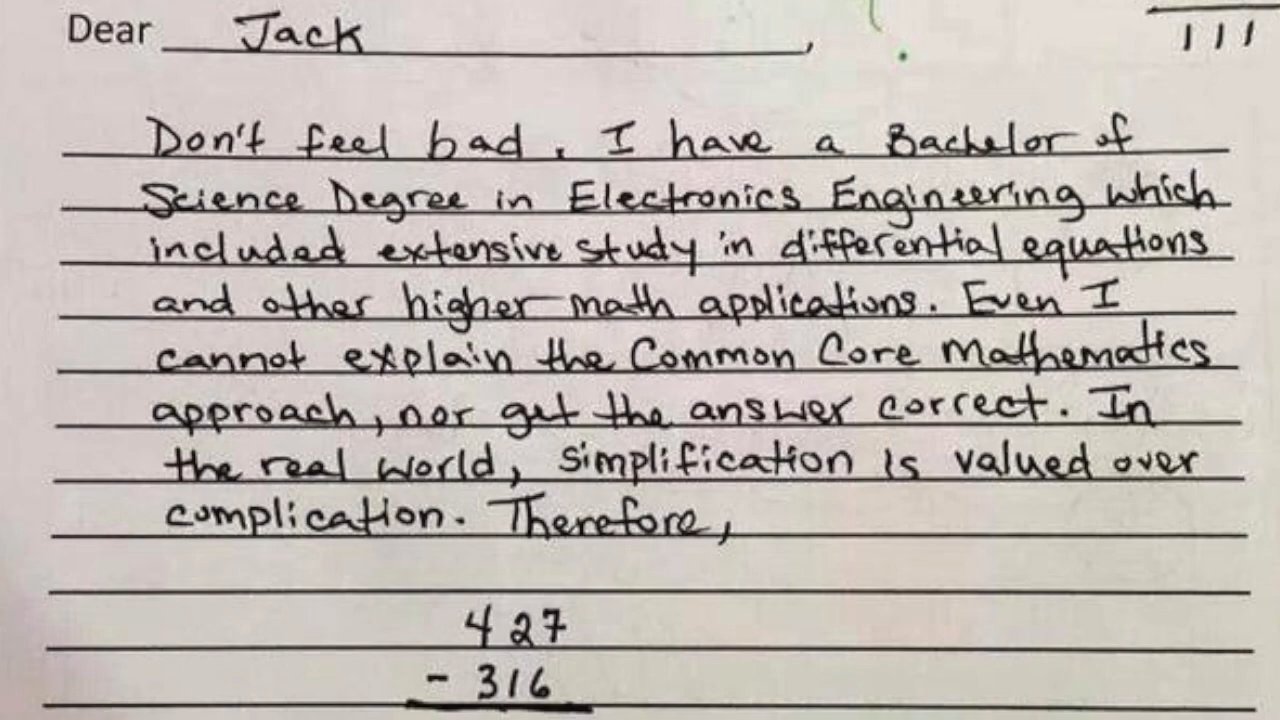 Dear Jack,
111
Don't feel bad. I have a Bachelor of
Science Degree in Electronics Engineering which
included extensive study in differential equations
and other higher math applications. Even I
cannot explain the Common Core Mathematics
approach, nor get the answer correct. In
the real world, simplification is valued over
complication. Therefore,
427
- 316